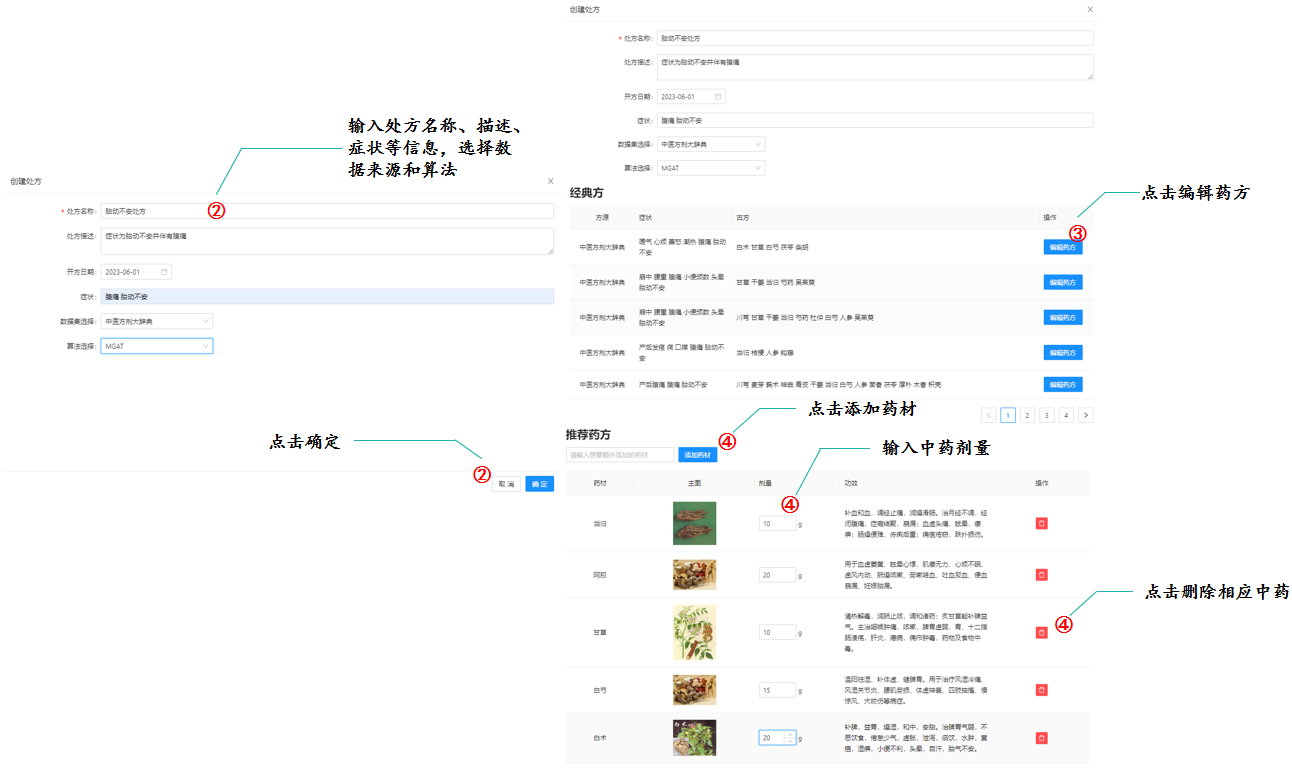 输入处方名称、描述、
症状等信息，选择数
据来源和算法
创建处方
* 处方名称: 胎动不安处方
②
处方描述: 症状为胎动不安并伴有腹痛
开方日期: 2023-06-01
症状: 腹痛 胎动不安
数据集选择: 中医方剂大辞典
算法选择: MGAT
点击确定
②
取 消 确 定
创建处方
* 处方名称: 胎动不安处方
处方描述: 症状为胎动不安并伴有腹痛
开方日期: 2023-06-01
症状: 腹痛 胎动不安
数据集选择: 中医方剂大辞典
算法选择: MGAT
经典方
点击编辑药方
方源 症状 古方 操作
③
中医方剂大辞典 嗳气 心烦 善怒 潮热 腹痛 胎动 白术 甘草 白芍 茯苓 柴胡 编辑药方
不安
中医方剂大辞典 崩中 腰重 腹痛 小便频数 头晕 甘草 干姜 当归 芍药 吴茱萸 编辑药方
胎动不安
中医方剂大辞典 崩中 腰重 腹痛 小便频数 头晕 川芎 甘草 干姜 当归 芍药 杜仲 白芍 人参 吴茱萸 编辑药方
胎动不安
中医方剂大辞典 产后发痉 痫 口噤 腹痛 胎动不 当归 桔梗 人参 钩藤 编辑药方
安
中医方剂大辞典 产后腹痛 腹痛 胎动不安 川芎 麦芽 莪术 神曲 青皮 干姜 当归 白芍 人参 茴香 茯苓 厚朴 木香 枳壳 编辑药方
< 1 2 3 4 >
点击添加药材
推荐药方
④
请输入想要额外添加的药材 添加药材
输入中药剂量
药材 主图 剂量 功效 操作
④
当归 10 g
补血和血，调经止痛，润燥滑肠。治月经不调，经
闭腹痛，症瘕结聚，崩漏；血虚头痛，眩晕，痿
痹；肠燥便难，赤痢后重；痈疽疮疡，跌扑损伤。
阿胶 20 g
用于血虚萎黄，眩晕心悸，肌痿无力，心烦不眠，
虚风内动，肺燥咳嗽，劳嗽咯血，吐血尿血，便血
崩漏，妊娠胎漏。
点击删除相应中药
④
甘草 10 g
清热解毒，润肺止咳，调和诸药；炙甘草能补脾益
气。主治咽喉肿痛，咳嗽，脾胃虚弱，胃、十二指
肠溃疡，肝炎，癔病，痈疖肿毒，药物及食物中
毒。
白芍 15 g
温阳祛湿、补体虚、健脾胃。用于治疗风湿冷痛，
风湿关节炎，腰肌劳损，体虚神衰，四肢抽搐，慢
惊风，犬咬伤等病症。
白术 20 g
补脾，益胃，燥湿，和中，安胎。治脾胃气弱，不
思饮食，倦怠少气，虚胀，泄泻，痰饮，水肿，黄
疸，湿痹，小便不利，头晕，自汗，胎气不安。